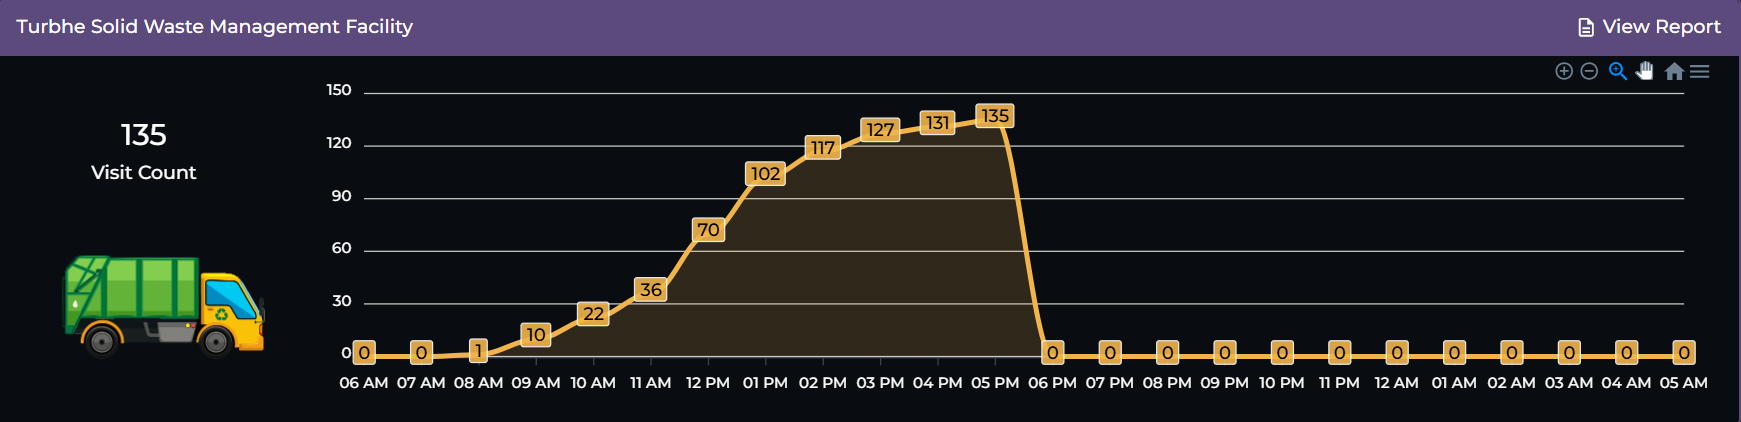 Turbhe Solid Waste Management Facility
View Report
135
Visit Count
150
120
90
60
30
0
0 0 1 10 22 36 70 102 117 127 131 135 0 0 0 0 0 0 0 0 0 0 0 0
06 AM 07 AM 08 AM 09 AM 10 AM 11 AM 12 PM 01 PM 02 PM 03 PM 04 PM 05 PM 06 PM 07 PM 08 PM 09 PM 10 PM 11 PM 12 AM 01 AM 02 AM 03 AM 04 AM 05 AM